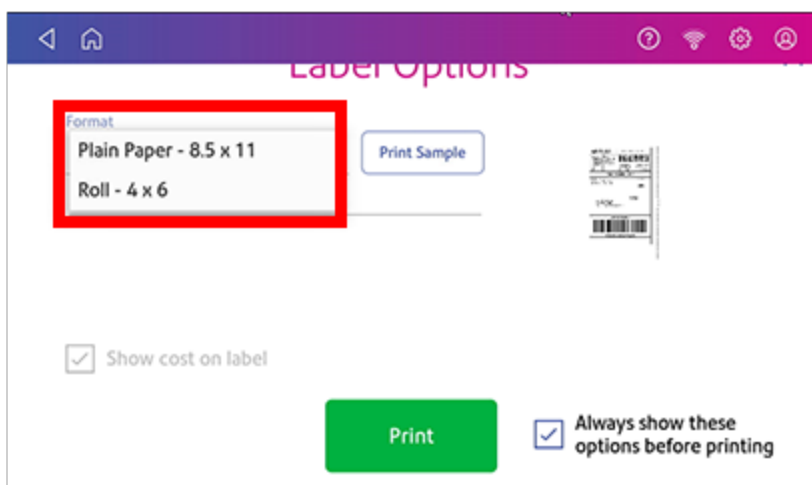 Label Options
Format
Plain Paper - 8.5 x 11
Print Sample
Roll - 4 x 6
Show cost on label
Print
Always show these
options before printing